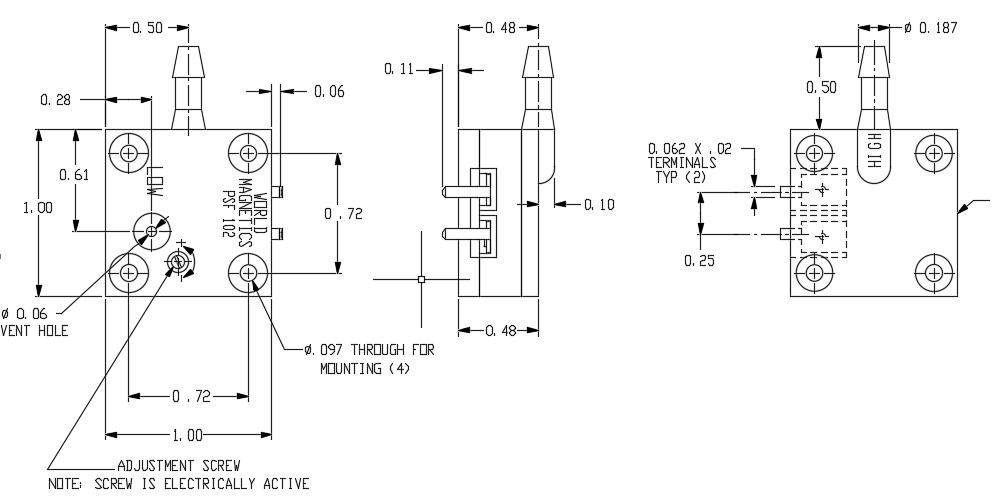 0.50
0.48
Ø 0.187
0.11
0.06
0.28
0.50
0.61
LOW
HIGH
0.062 X .02
TERMINALS
TYP (2)
WORLD
MAGNETICS
PSF 102
1.00
0.72
0.10
0.25
Ø 0.06
VENT HOLE
0.48
Ø.097 THROUGH FOR
MOUNTING (4)
0.72
1.00
ADJUSTMENT SCREW
NOTE: SCREW IS ELECTRICALLY ACTIVE